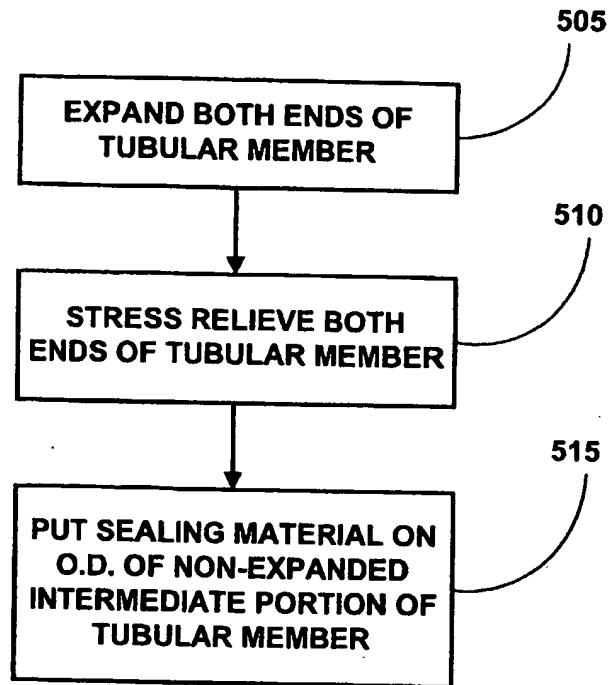 505
EXPAND BOTH ENDS OF
TUBULAR MEMBER
510
STRESS RELIEVE BOTH
ENDS OF TUBULAR MEMBER
515
PUT SEALING MATERIAL ON
O.D. OF NON-EXPANDED
INTERMEDIATE PORTION OF
TUBULAR MEMBER